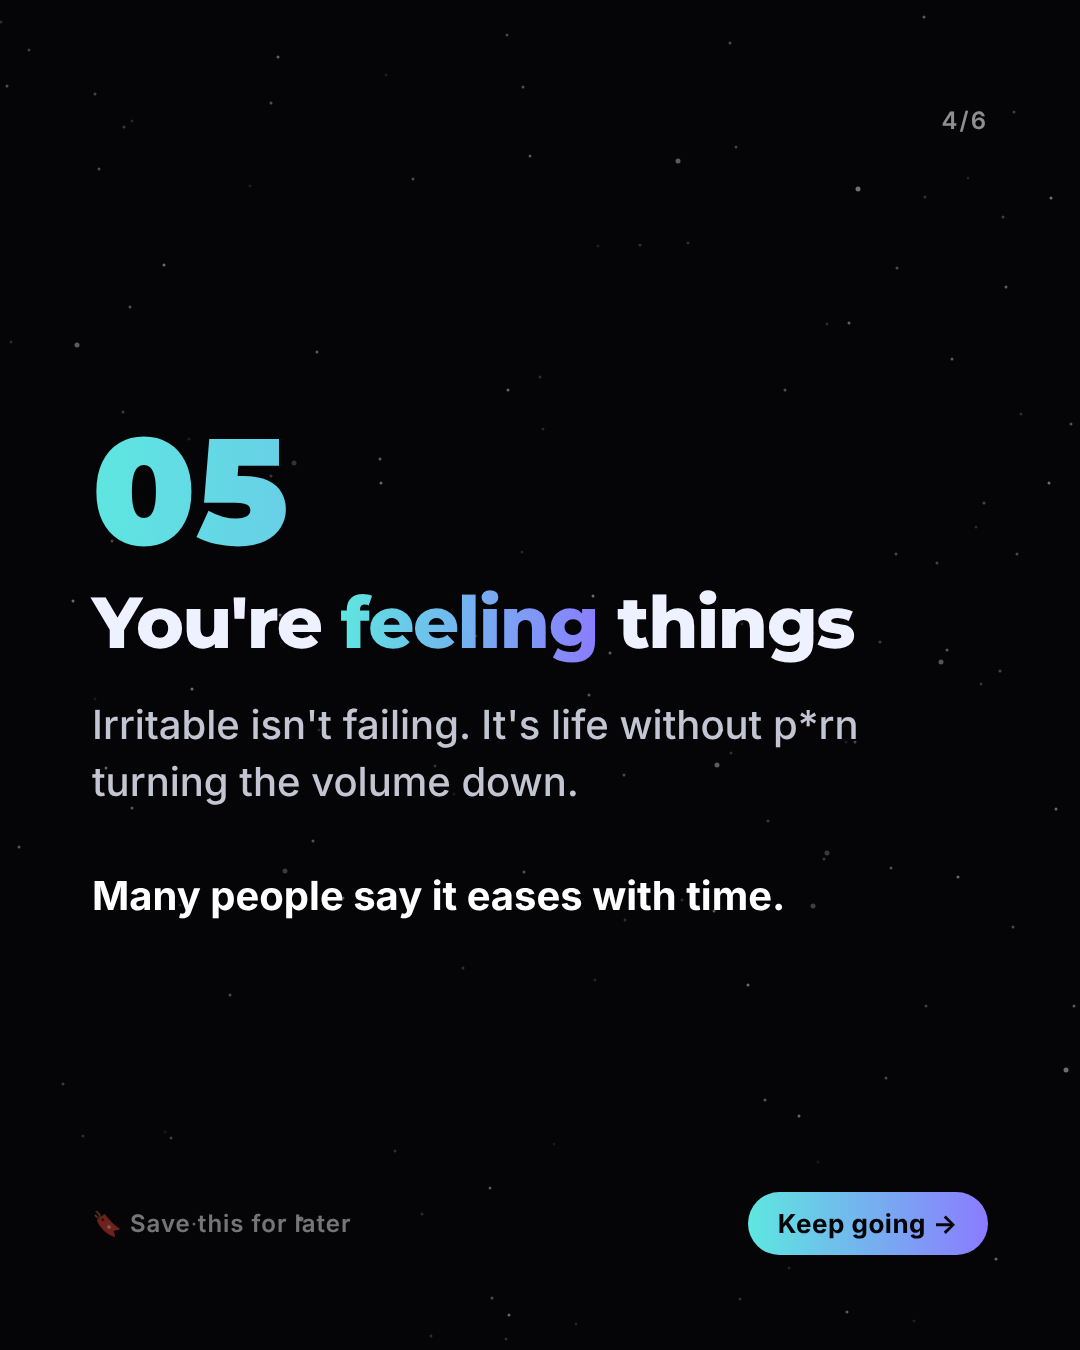 4/6
05
You're feeling things
Irritable isn't failing. It's life without p*rn
turning the volume down.
Many people say it eases with time.
🔖 Save this for later
Keep going →